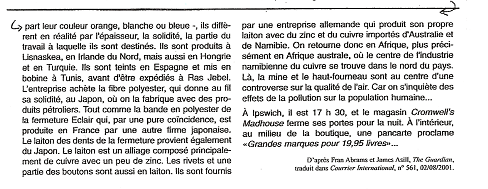 part leur couleur orange, blanche ou bleue -, ils diffè-
rent en réalité par l'épaisseur, la solidité, la partie du
travail à laquelle ils sont destinés. Ils sont produits à
Lisnaskea, en Irlande du Nord, mais aussi en Hongrie
et en Turquie. Ils sont teints en Espagne et mis en
bobine à Tunis, avant d'être expédiés à Ras Jebel.
L'entreprise achète la fibre polyester, qui donne au fil
sa solidité, au Japon, où on la fabrique avec des pro-
duits pétroliers. Tout comme la bande en polyester de
la fermeture Eclair qui, par une pure coïncidence, est
produite en France par une autre firme japonaise.
Le laiton des dents de la fermeture provient également
du Japon. Le laiton est un alliage composé principale-
ment de cuivre avec un peu de zinc. Les rivets et une
partie des boutons sont aussi en laiton. Ils sont fournis
par une entreprise allemande qui produit son propre
laiton avec du zinc et du cuivre importés d'Australie et
de Namibie. On retourne donc en Afrique, plus préci-
sément en Afrique australe, où le centre de l'industrie
namibienne du cuivre se trouve dans le nord du pays.
Là, la mine et le haut-fourneau sont au centre d'une
controverse sur la qualité de l'air. Car on s'inquiète des
effets de la pollution sur la population humaine...
À Ipswich, il est 17 h 30, et le magasin Cromwell's
Madhouse ferme ses portes pour la nuit. À l'intérieur,
au milieu de la boutique, une pancarte proclame
«Grandes marques pour 19,95 livres»...
D'après Fran Abrams et James Astill, The Guardian,
traduit dans Courrier International, n° 561, 02/08/2001.